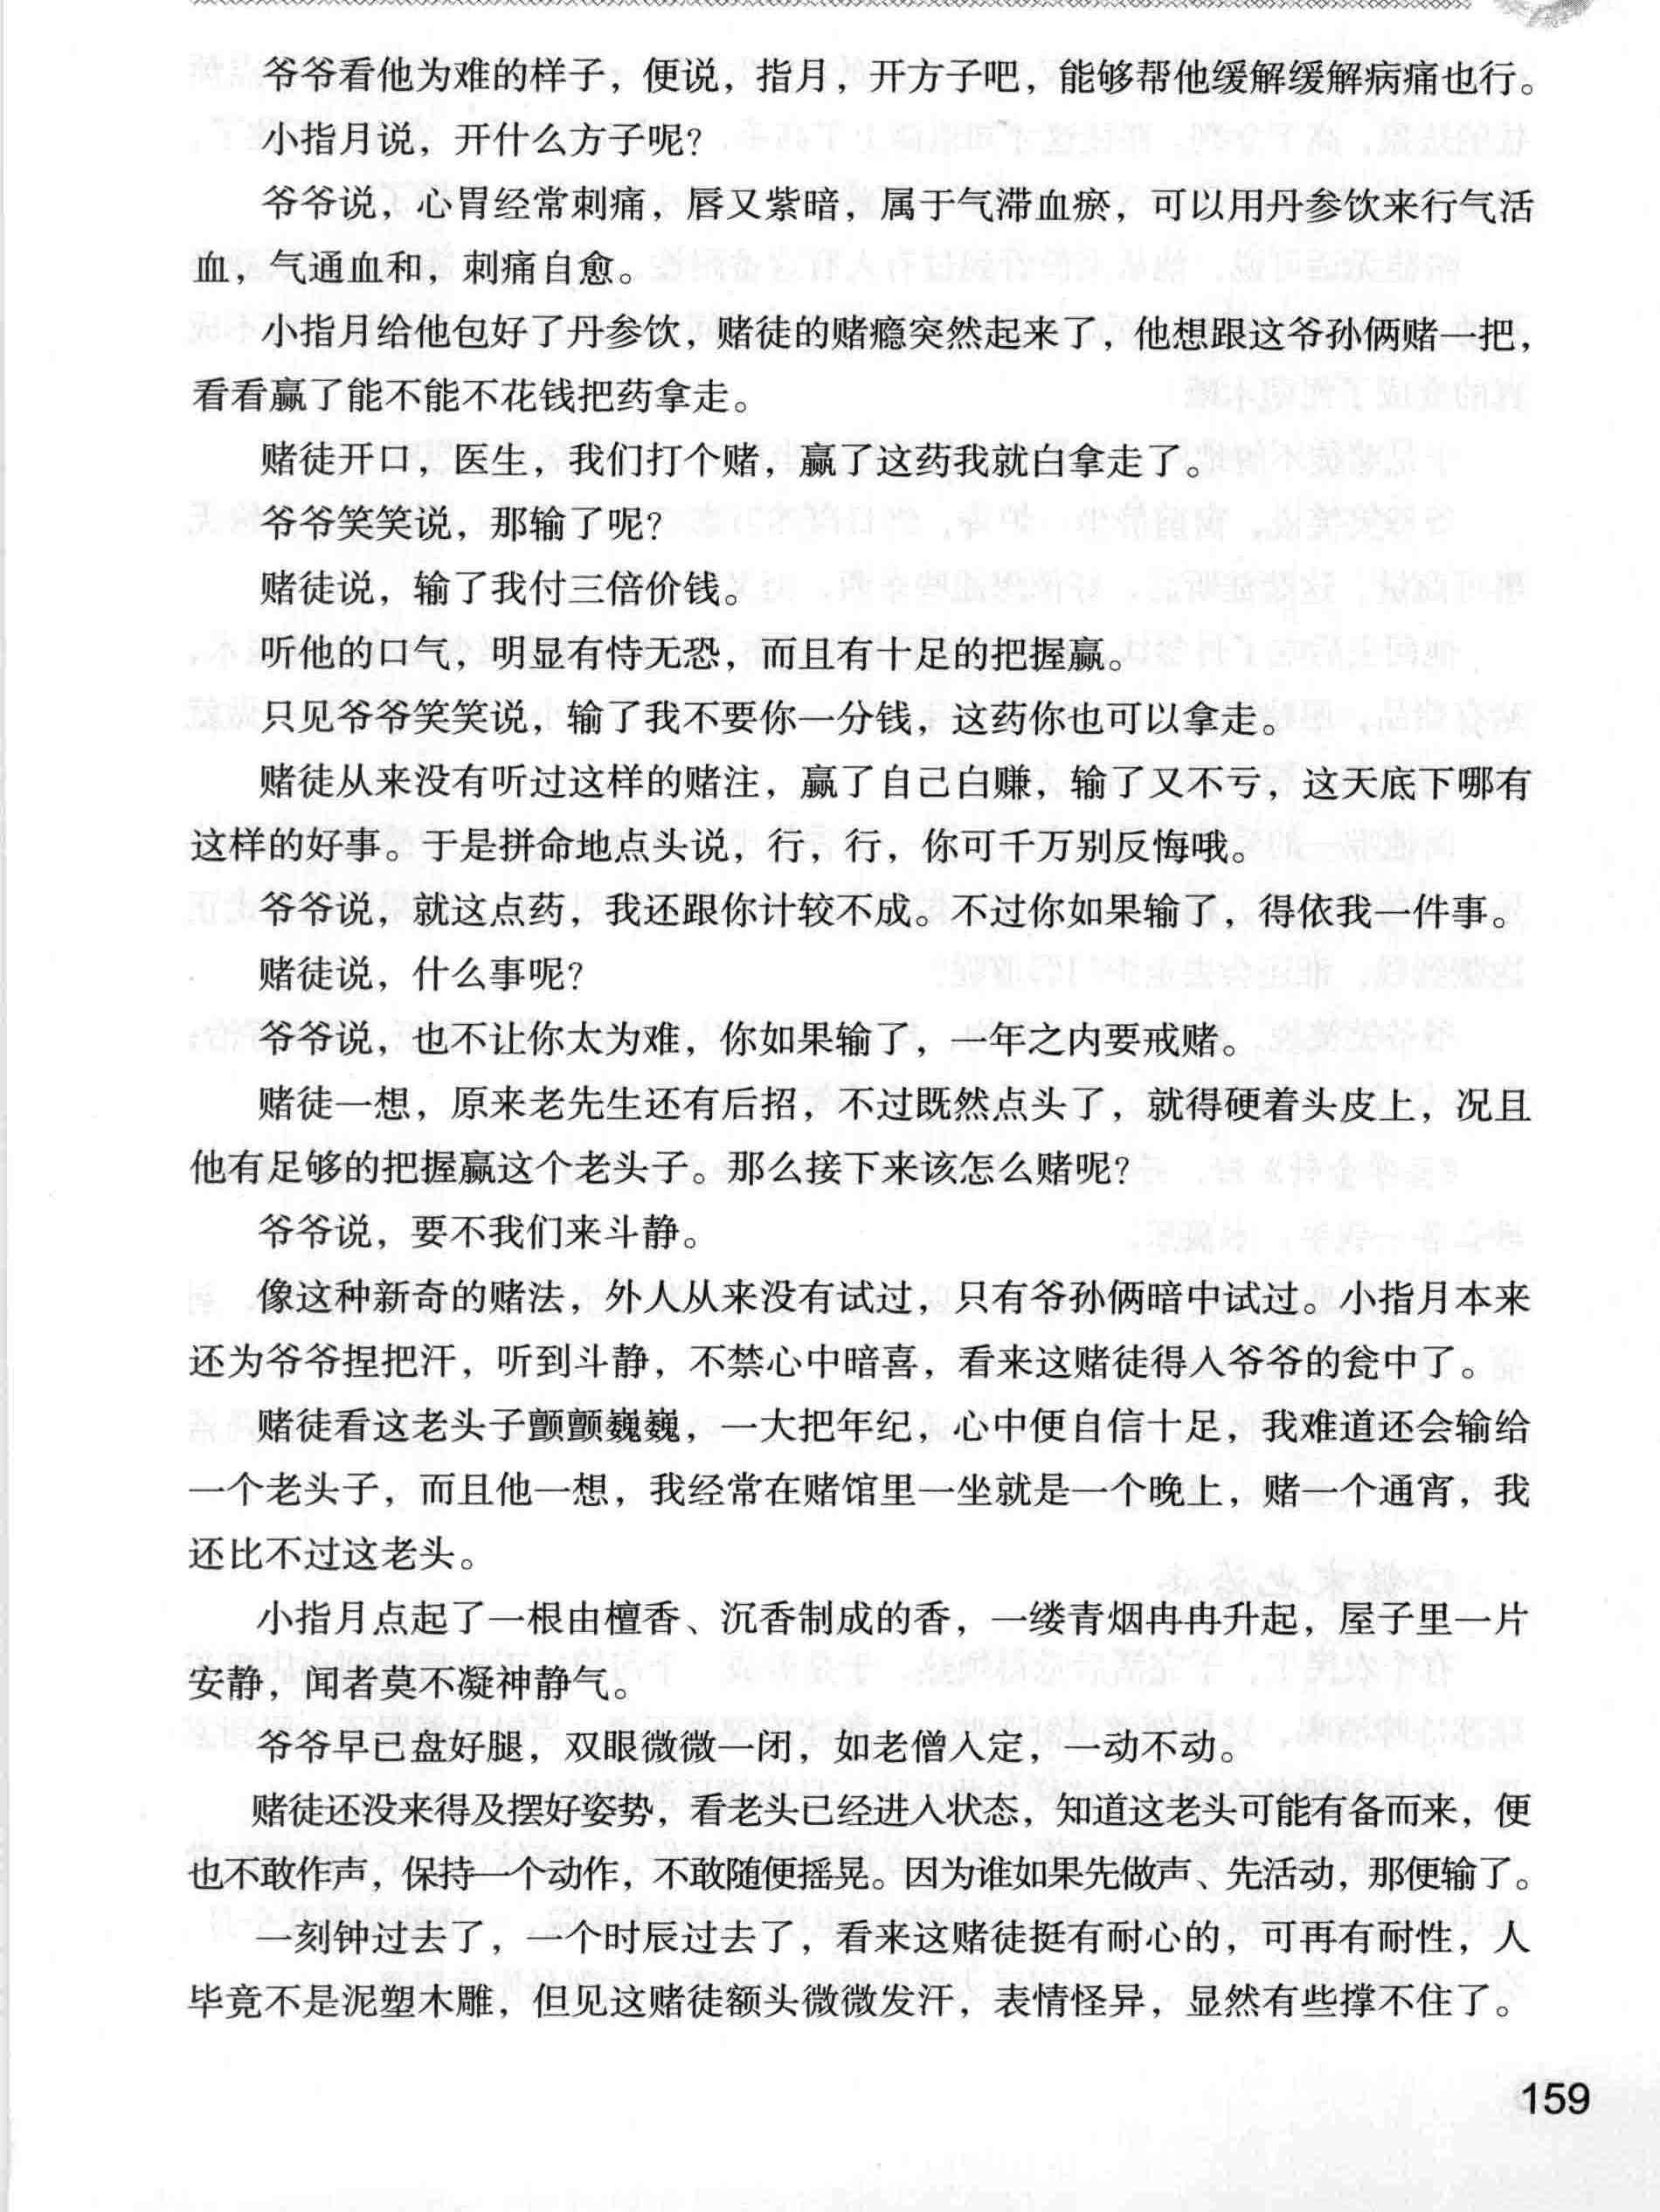 爷爷看他为难的样子，便说，指月，开方子吧，能够帮他缓解缓解病痛也行。
小指月说，开什么方子呢？
爷爷说，心胃经常刺痛，唇又紫暗，属于气滞血瘀，可以用丹参饮来行气活
血，气通血和，刺痛自愈。
小指月给他包好了丹参饮，赌徒的赌瘾突然起来了，他想跟这爷孙俩赌一把，
看看赢了能不能不花钱把药拿走。
赌徒开口，医生，我们打个赌，赢了这药我就白拿走了。
爷爷笑笑说，那输了呢？
赌徒说，输了我付三倍价钱。
听他的口气，明显有恃无恐，而且有十足的把握赢。
只见爷爷笑笑说，输了我不要你一分钱，这药你也可以拿走。
赌徒从来没有听过这样的赌注，赢了自己白赚，输了又不亏，这天底下哪有
这样的好事。于是拼命地点头说，行，行，你可千万别反悔哦。
爷爷说，就这点药，我还跟你计较不成。不过你如果输了，得依我一件事。
赌徒说，什么事呢？
爷爷说，也不让你太为难，你如果输了，一年之内要戒赌。
赌徒一想，原来老先生还有后招，不过既然点头了，就得硬着头皮上，况且
他有足够的把握赢这个老头子。那么接下来该怎么赌呢？
爷爷说，要不我们来斗静。
像这种新奇的赌法，外人从来没有试过，只有爷孙俩暗中试过。小指月本来
还为爷爷捏把汗，听到斗静，不禁心中暗喜，看来这赌徒得入爷爷的瓮中了。
赌徒看这老头子颤颤巍巍，一大把年纪，心中便自信十足，我难道还会输给
一个老头子，而且他一想，我经常在赌馆里一坐就是一个晚上，赌一个通宵，我
还比不过这老头。
小指月点起了一根由檀香、沉香制成的香，一缕青烟冉冉升起，屋子里一片
安静，闻者莫不凝神静气。
爷爷早已盘好腿，双眼微微一闭，如老僧入定，一动不动。
赌徒还没来得及摆好姿势，看老头已经进入状态，知道这老头可能有备而来，便
也不敢作声，保持一个动作，不敢随便摇晃。因为谁如果先做声、先活动，那便输了。
一刻钟过去了，一个时辰过去了，看来这赌徒挺有耐心的，可再有耐性，人
毕竟不是泥塑木雕，但见这赌徒额头微微发汗，表情怪异，显然有些撑不住了。
159